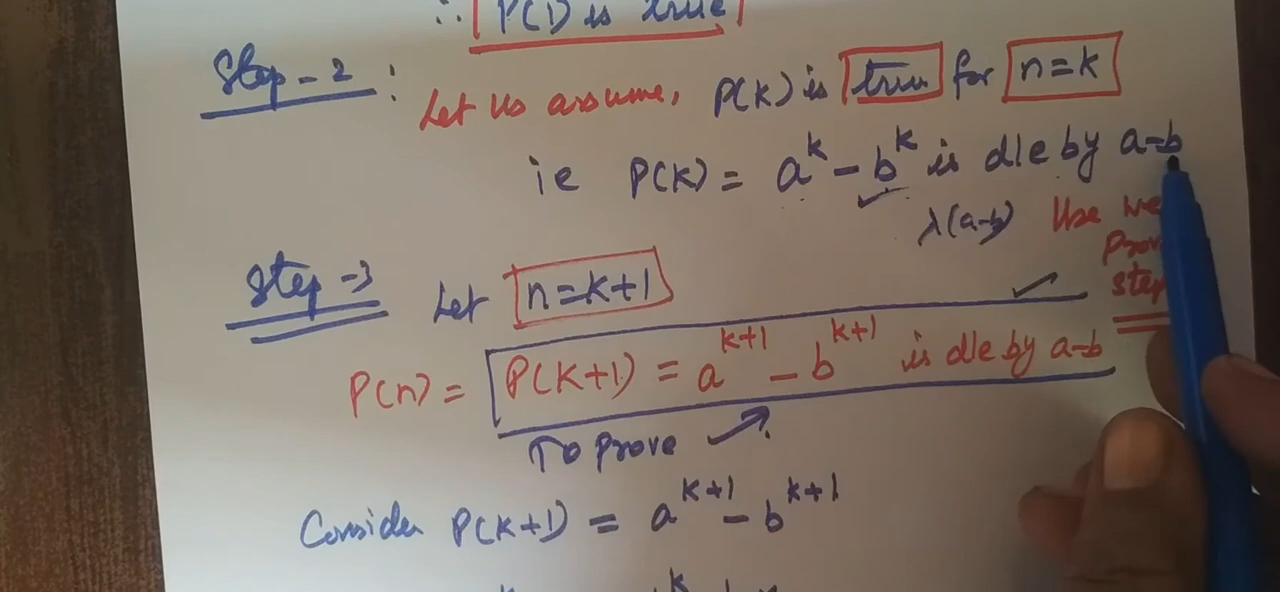 ∴ P(1) is true
Step-2 : Let us assume, P(K) is true for n=k
ie P(K) = a^k - b^k is dle by a-b
λ(a-b) Use
Step-3 Let n=k+1
P(n) = P(K+1) = a^{k+1} - b^{k+1} is dle by a-b
To prove
Consider P(K+1) = a^{k+1} - b^{k+1}